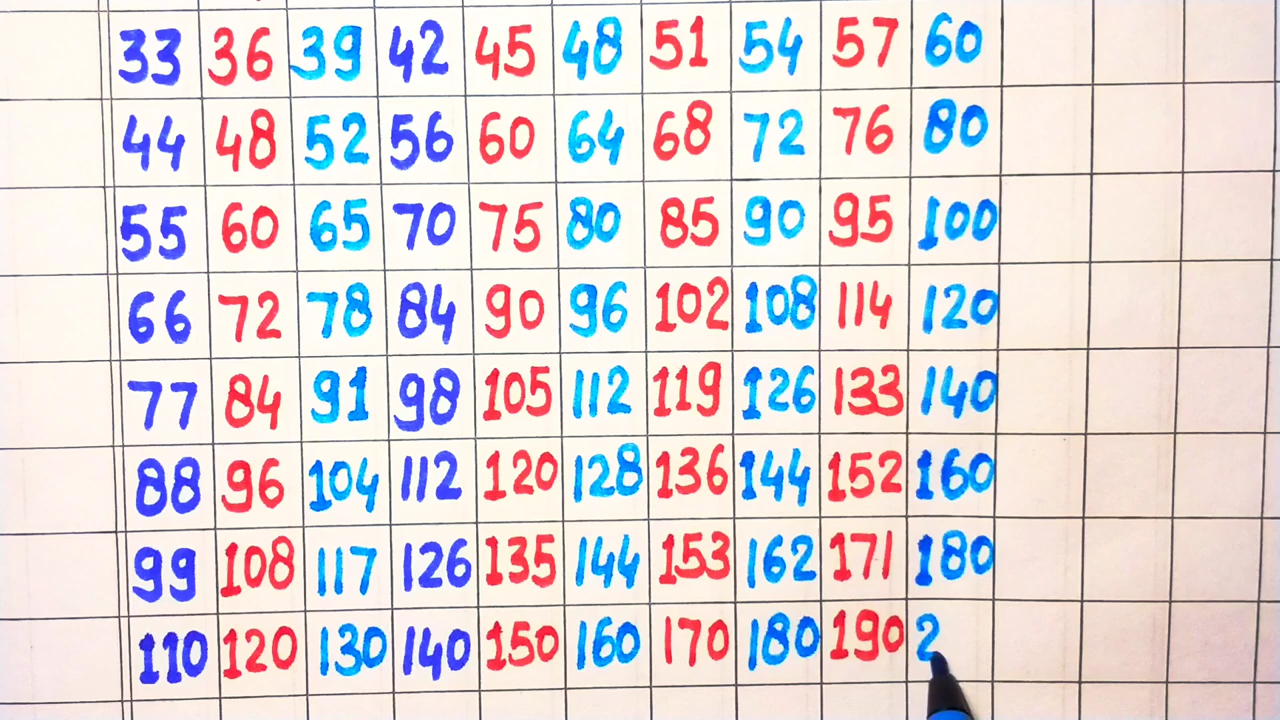 33 36 39 42 45 48 51 54 57 60
44 48 52 56 60 64 68 72 76 80
55 60 65 70 75 80 85 90 95 100
66 72 78 84 90 96 102 108 114 120
77 84 91 98 105 112 119 126 133 140
88 96 104 112 120 128 136 144 152 160
99 108 117 126 135 144 153 162 171 180
110 120 130 140 150 160 170 180 190 2